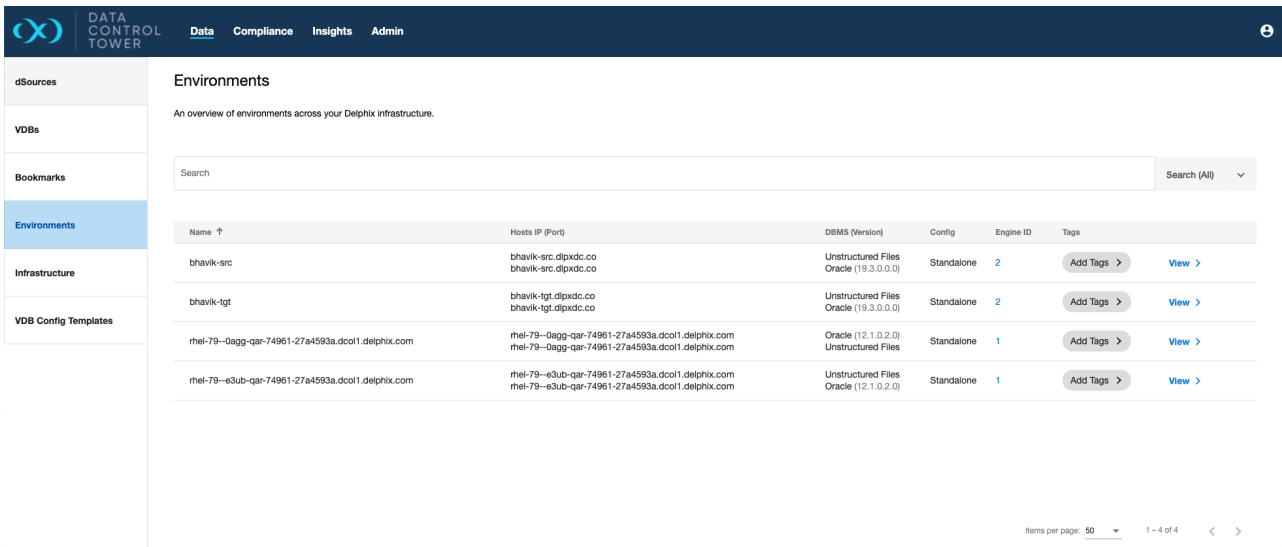 DATA
CONTROL
TOWER
Data Compliance Insights Admin
dSources
VDBs
Bookmarks
Environments
Infrastructure
VDB Config Templates
Environments
An overview of environments across your Delphix infrastructure.
Search Search (All)
Name ↑ Hosts IP (Port) DBMS (Version) Config Engine ID Tags
bhavik-src bhavik-src.dlpxdc.co Unstructured Files Standalone 2 Add Tags > View >
bhavik-src.dlpxdc.co Oracle (19.3.0.0.0)
bhavik-tgt bhavik-tgt.dlpxdc.co Unstructured Files Standalone 2 Add Tags > View >
bhavik-tgt.dlpxdc.co Oracle (19.3.0.0.0)
rhel-79--0agg-qar-74961-27a4593a.dcol1.delphix.com rhel-79--0agg-qar-74961-27a4593a.dcol1.delphix.com Oracle (12.1.0.2.0) Standalone 1 Add Tags > View >
rhel-79--0agg-qar-74961-27a4593a.dcol1.delphix.com Unstructured Files
rhel-79--e3ub-qar-74961-27a4593a.dcol1.delphix.com rhel-79--e3ub-qar-74961-27a4593a.dcol1.delphix.com Unstructured Files Standalone 1 Add Tags > View >
rhel-79--e3ub-qar-74961-27a4593a.dcol1.delphix.com Oracle (12.1.0.2.0)
Items per page: 50 1 – 4 of 4 < >